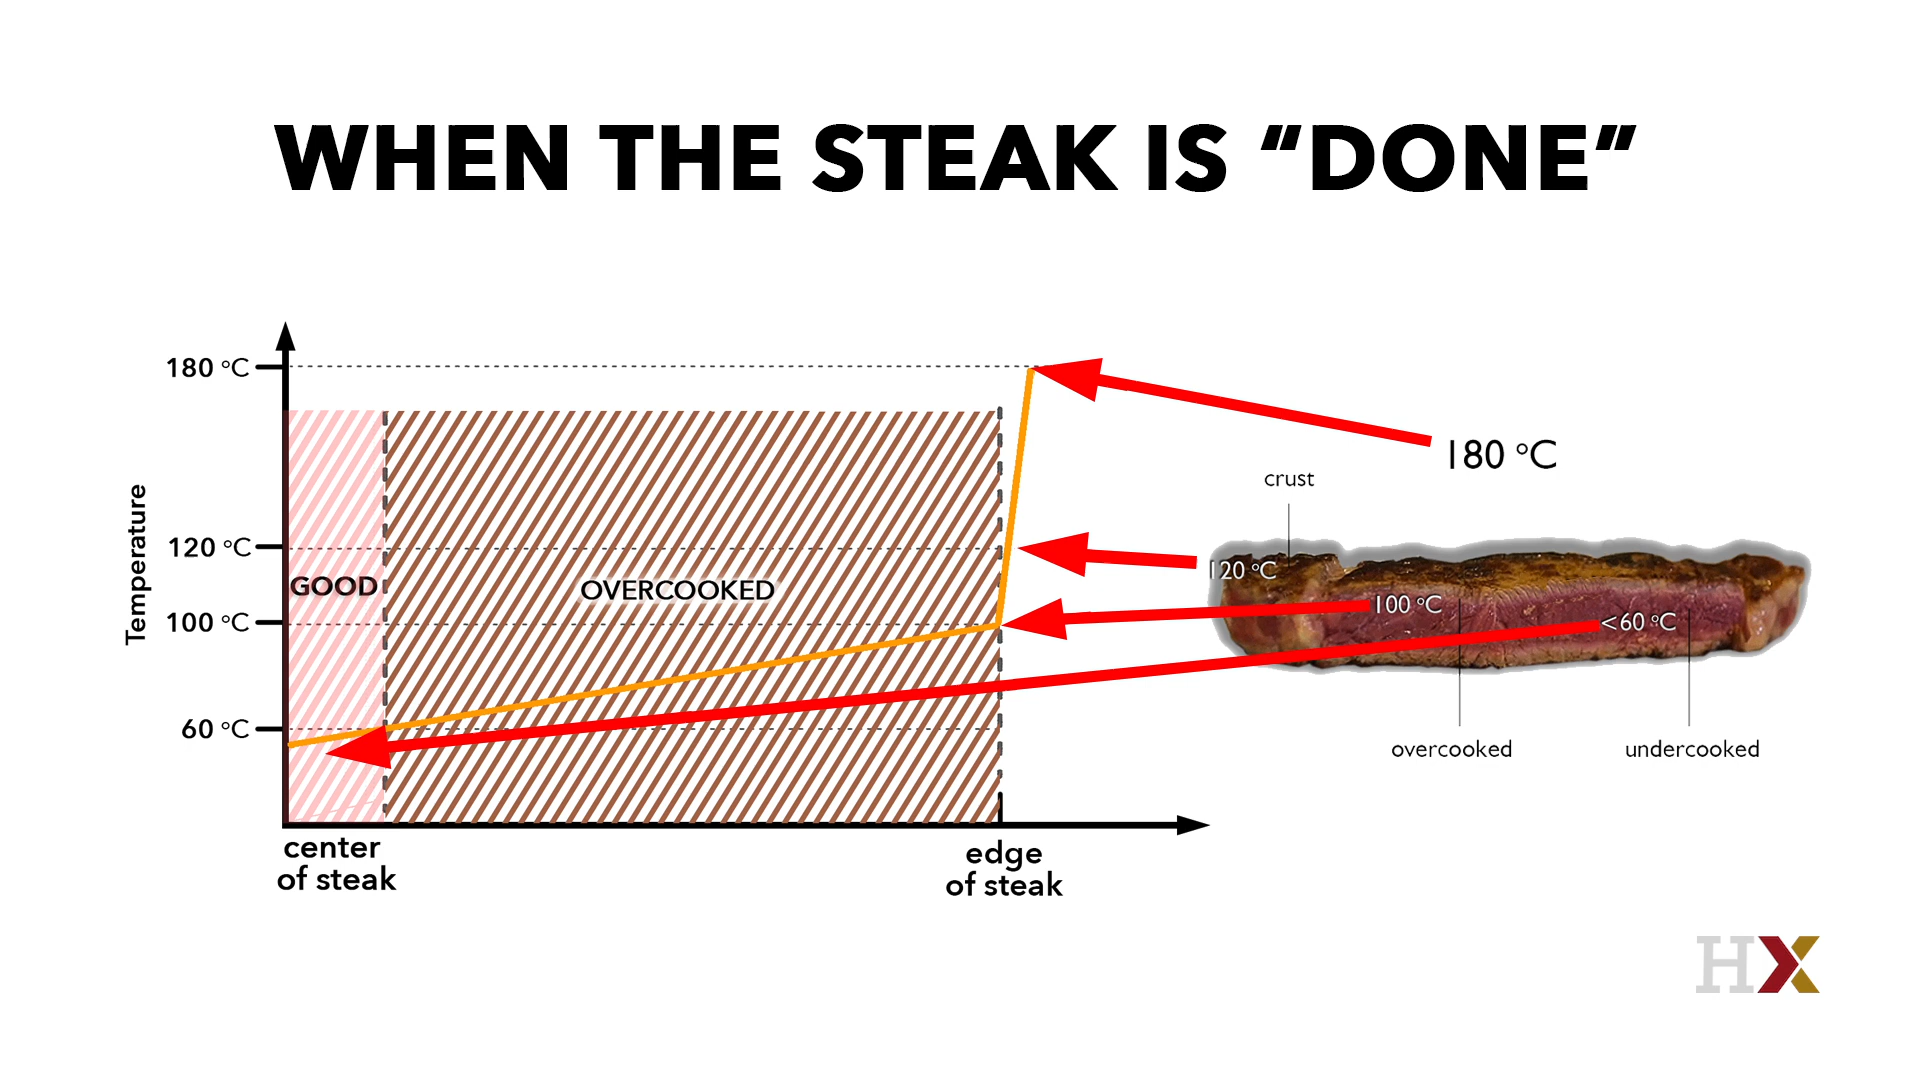 WHEN THE STEAK IS “DONE”
180 °C
120 °C
100 °C
60 °C
Temperature
GOOD
OVERCOOKED
center
of steak
edge
of steak
180 °C
crust
120 °C
100 °C
<60 °C
overcooked
undercooked
HX